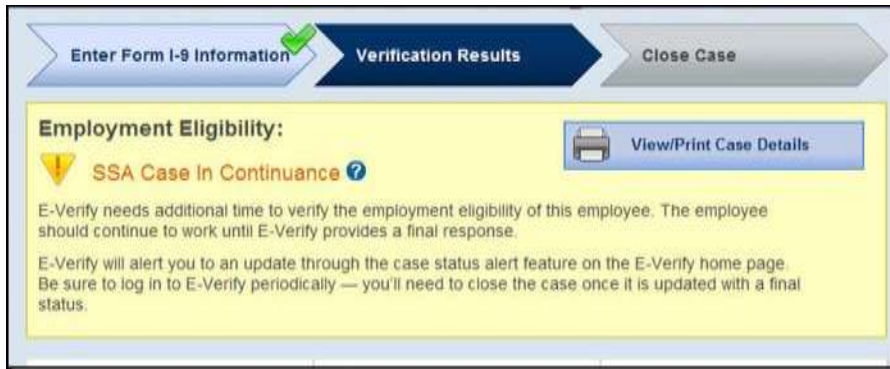 Enter Form I-9 Information
Verification Results
Close Case
Employment Eligibility:
View/Print Case Details
SSA Case In Continuance ?
E-Verify needs additional time to verify the employment eligibility of this employee. The employee
should continue to work until E-Verify provides a final response.
E-Verify will alert you to an update through the case status alert feature on the E-Verify home page.
Be sure to log in to E-Verify periodically — you'll need to close the case once it is updated with a final
status.